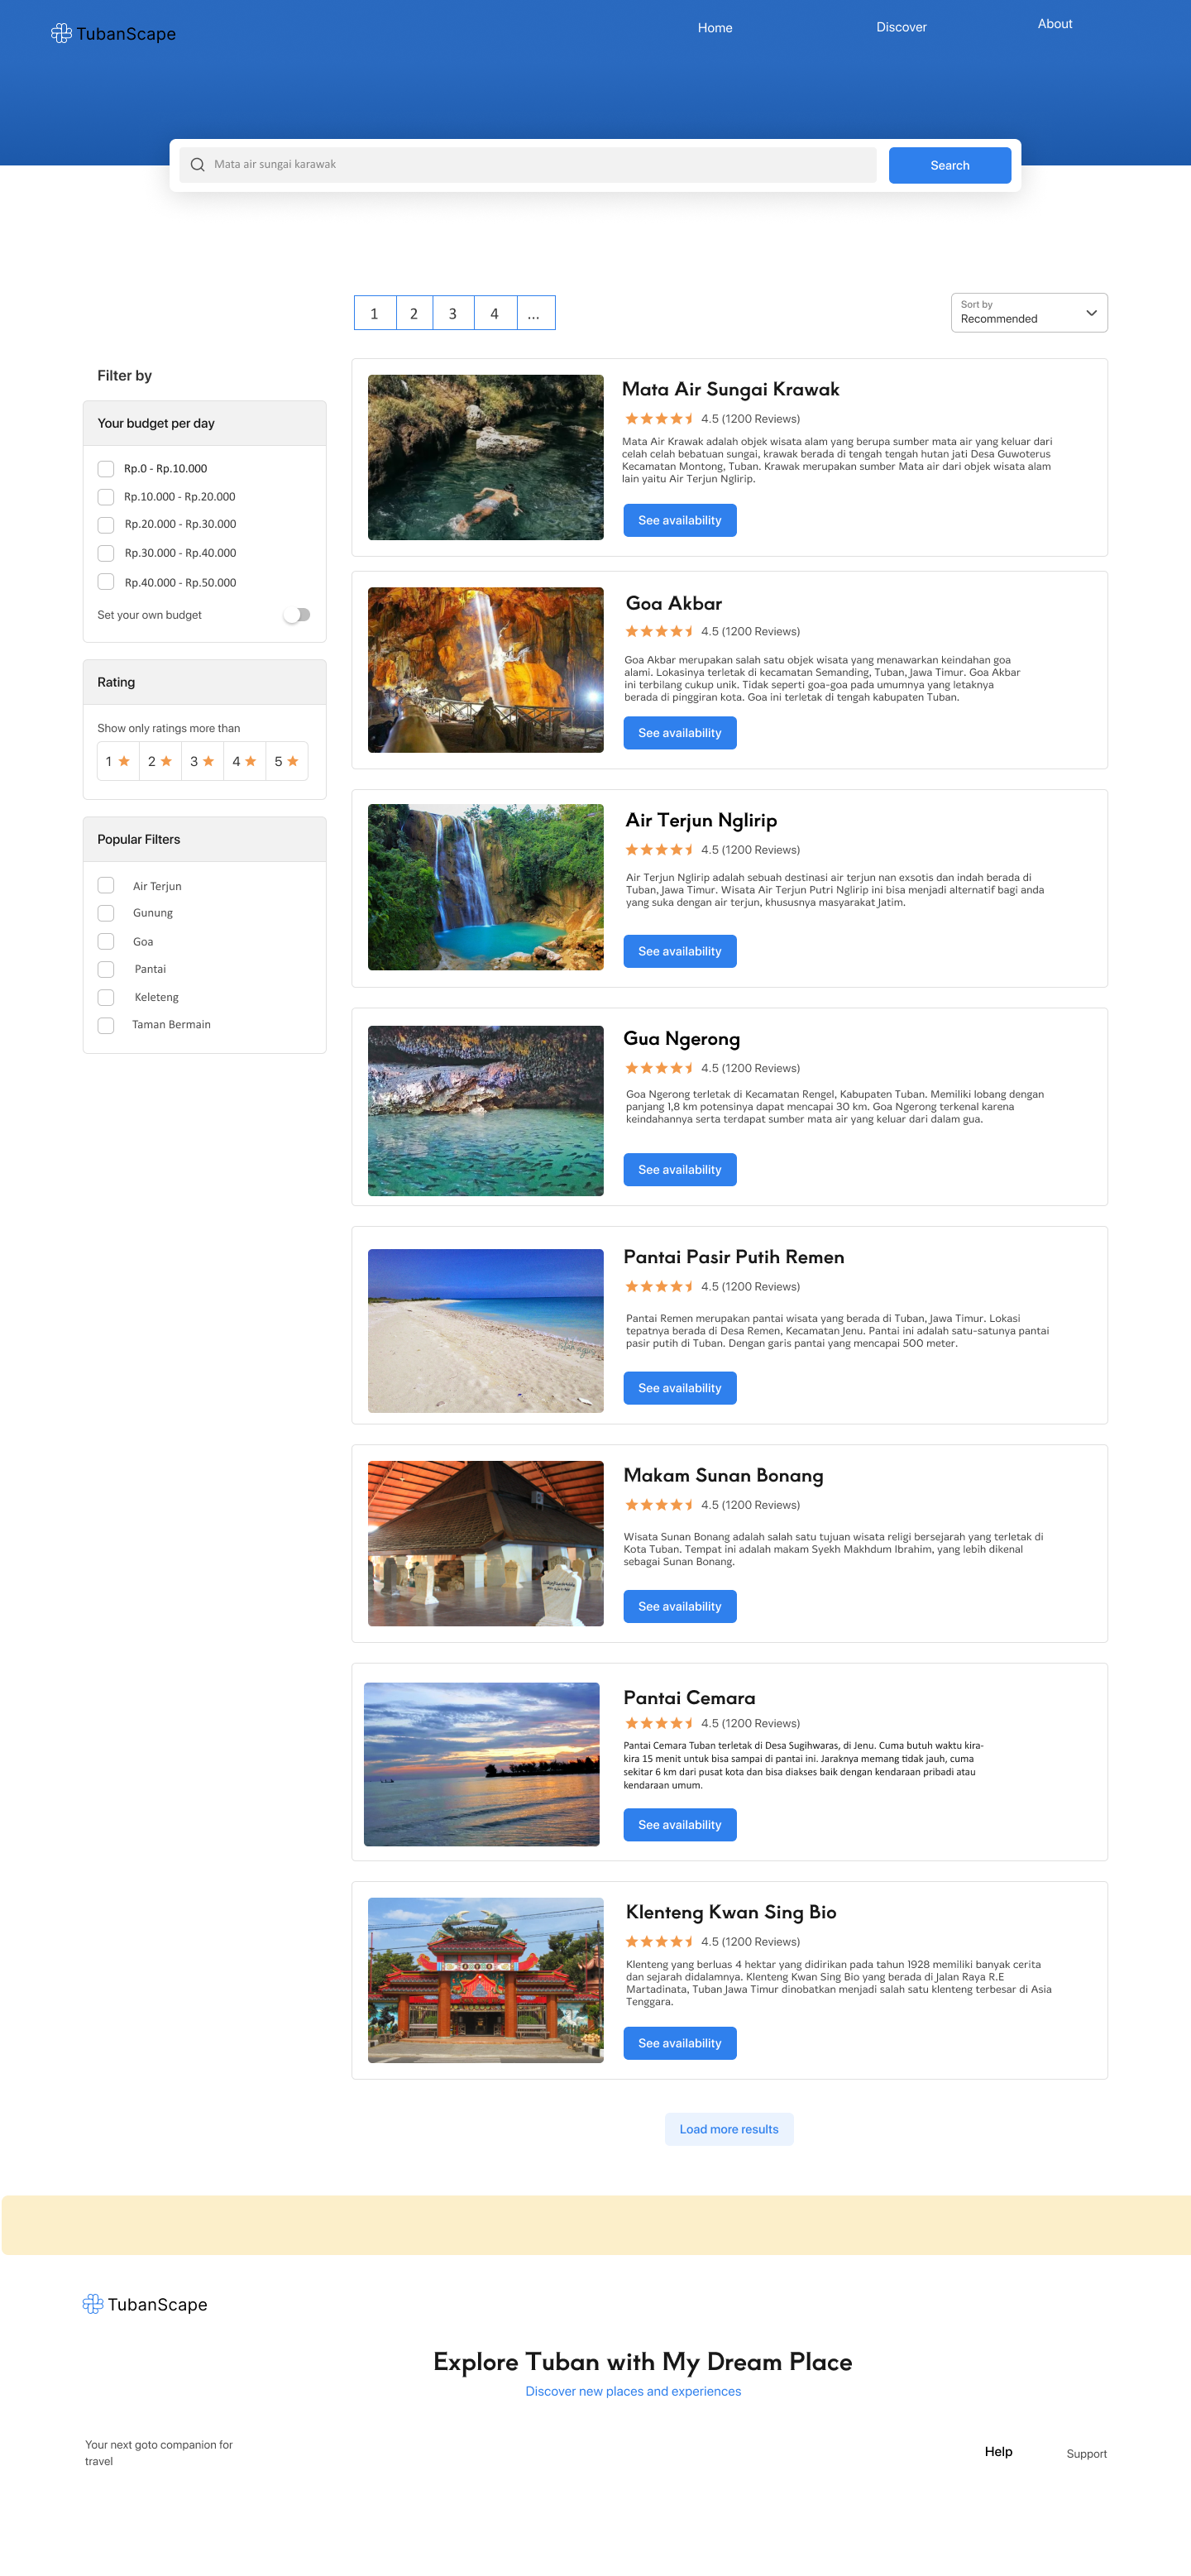 TubanScape
Home
Discover
About
Mata air sungai karawak
Search
1 2 3 4 ...
Sort by
Recommended
Filter by
Your budget per day
Rp.0 - Rp.10.000
Rp.10.000 - Rp.20.000
Rp.20.000 - Rp.30.000
Rp.30.000 - Rp.40.000
Rp.40.000 - Rp.50.000
Set your own budget
Rating
Show only ratings more than
1 2 3 4 5
Popular Filters
Air Terjun
Gunung
Goa
Pantai
Keleteng
Taman Bermain
Mata Air Sungai Krawak
4.5 (1200 Reviews)
Mata Air Krawak adalah objek wisata alam yang berupa sumber mata air yang keluar dari
celah celah bebatuan sungai, krawak berada di tengah tengah hutan jati Desa Guwoterus
Kecamatan Montong, Tuban. Krawak merupakan sumber Mata air dari objek wisata alam
lain yaitu Air Terjun Nglirip.
See availability
Goa Akbar
4.5 (1200 Reviews)
Goa Akbar merupakan salah satu objek wisata yang menawarkan keindahan goa
alami. Lokasinya terletak di kecamatan Semanding, Tuban, Jawa Timur. Goa Akbar
ini terbilang cukup unik. Tidak seperti goa-goa pada umumnya yang letaknya
berada di pinggiran kota. Goa ini terletak di tengah kabupaten Tuban.
See availability
Air Terjun Nglirip
4.5 (1200 Reviews)
Air Terjun Nglirip adalah sebuah destinasi air terjun nan exsotis dan indah berada di
Tuban, Jawa Timur. Wisata Air Terjun Putri Nglirip ini bisa menjadi alternatif bagi anda
yang suka dengan air terjun, khususnya masyarakat Jatim.
See availability
Gua Ngerong
4.5 (1200 Reviews)
Goa Ngerong terletak di Kecamatan Rengel, Kabupaten Tuban. Memiliki lobang dengan
panjang 1,8 km potensinya dapat mencapai 30 km. Goa Ngerong terkenal karena
keindahannya serta terdapat sumber mata air yang keluar dari dalam gua.
See availability
Pantai Pasir Putih Remen
4.5 (1200 Reviews)
Pantai Remen merupakan pantai wisata yang berada di Tuban, Jawa Timur. Lokasi
tepatnya berada di Desa Remen, Kecamatan Jenu. Pantai ini adalah satu-satunya pantai
pasir putih di Tuban. Dengan garis pantai yang mencapai 500 meter.
See availability
Makam Sunan Bonang
4.5 (1200 Reviews)
Wisata Sunan Bonang adalah salah satu tujuan wisata religi bersejarah yang terletak di
Kota Tuban. Tempat ini adalah makam Syekh Makhdum Ibrahim, yang lebih dikenal
sebagai Sunan Bonang.
See availability
Pantai Cemara
4.5 (1200 Reviews)
Pantai Cemara Tuban terletak di Desa Sugihwaras, di Jenu. Cuma butuh waktu kira-
kira 15 menit untuk bisa sampai di pantai ini. Jaraknya memang tidak jauh, cuma
sekitar 6 km dari pusat kota dan bisa diakses baik dengan kendaraan pribadi atau
kendaraan umum.
See availability
Klenteng Kwan Sing Bio
4.5 (1200 Reviews)
Klenteng yang berluas 4 hektar yang didirikan pada tahun 1928 memiliki banyak cerita
dan sejarah didalamnya. Klenteng Kwan Sing Bio yang berada di Jalan Raya R.E
Martadinata, Tuban Jawa Timur dinobatkan menjadi salah satu klenteng terbesar di Asia
Tenggara.
See availability
Load more results
TubanScape
Explore Tuban with My Dream Place
Discover new places and experiences
Your next goto companion for
travel
Help
Support